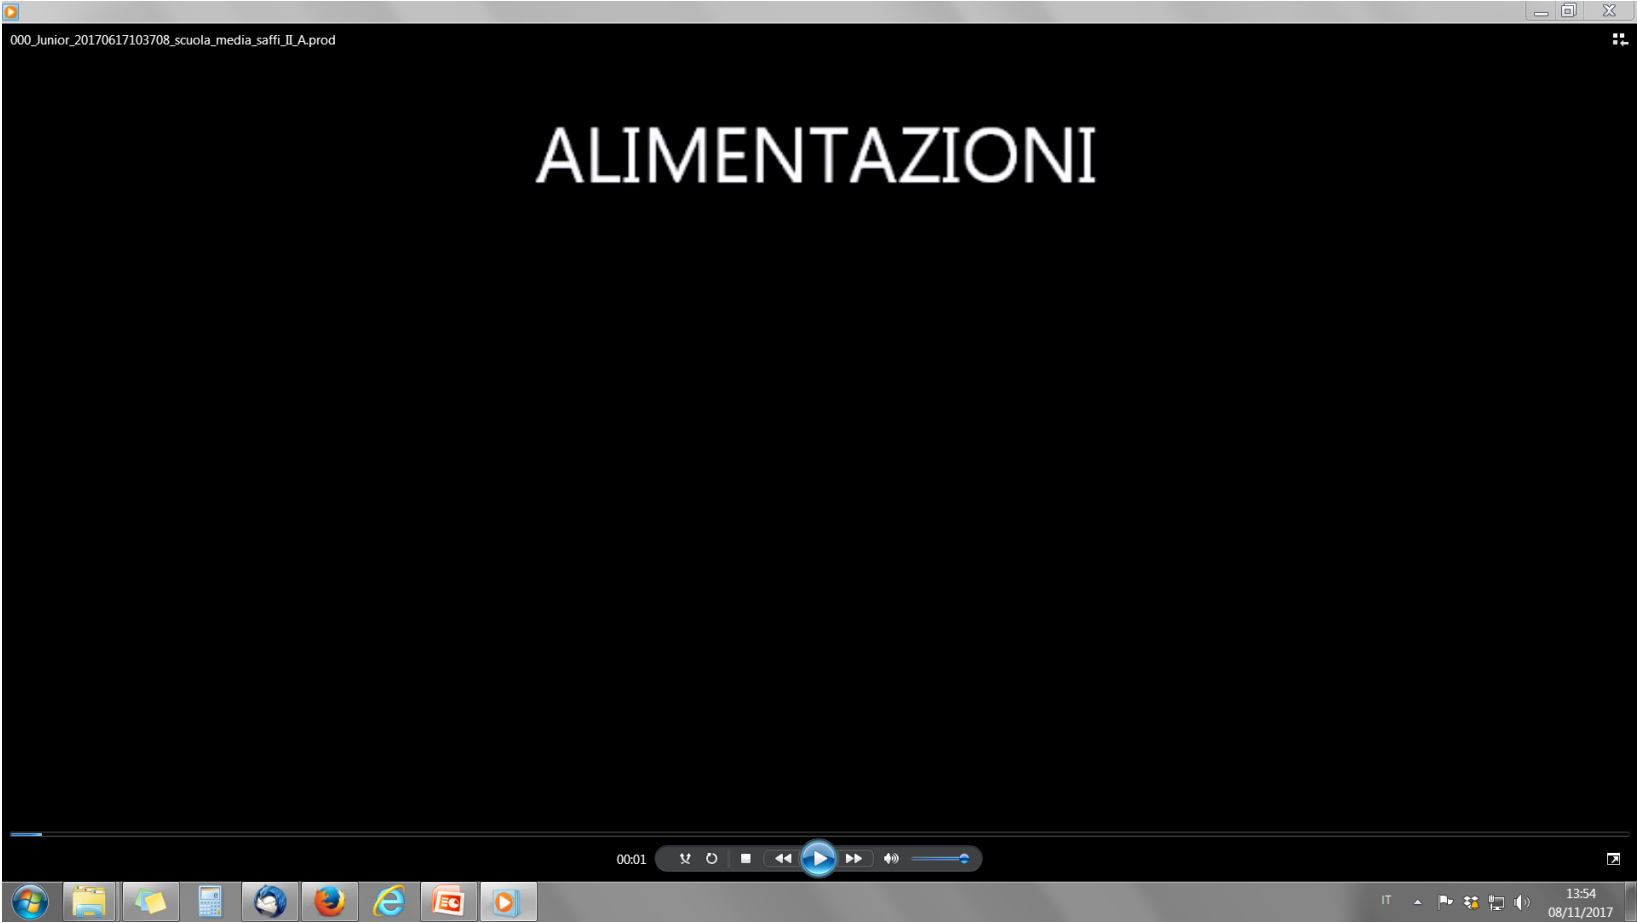 000_Junior_20170617103708_scuola_media_saffi_II_A.prod
ALIMENTAZIONI
00:01
IT
13:54
08/11/2017